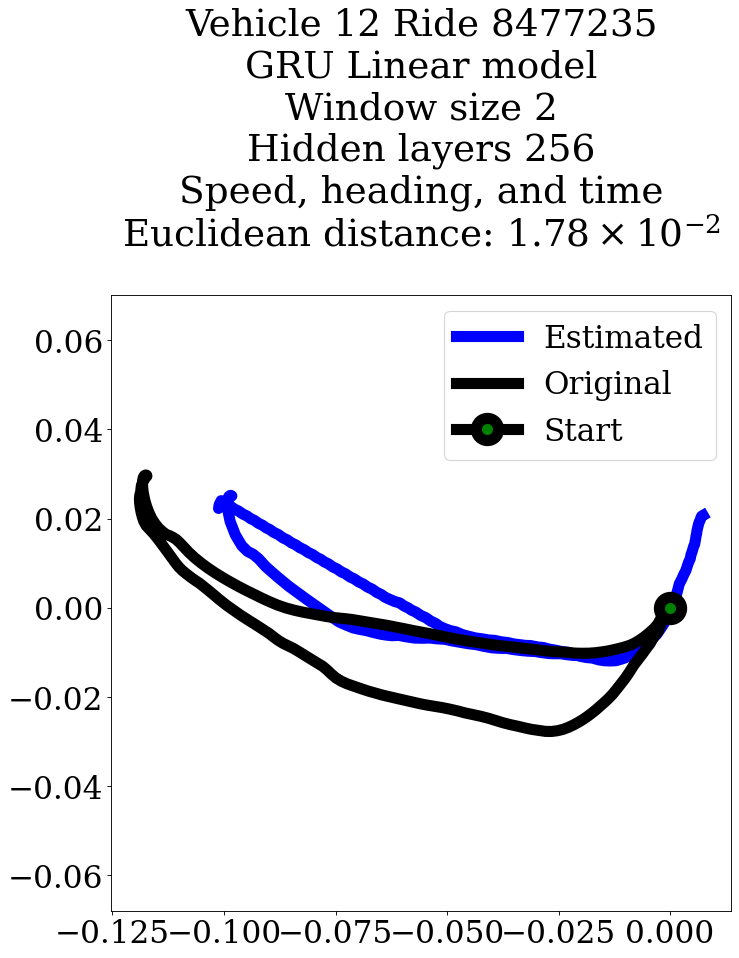 Vehicle 12 Ride 8477235
GRU Linear model
Window size 2
Hidden layers 256
Speed, heading, and time
Euclidean distance: 1.78 × 10⁻²
Estimated
Original
Start
0.06
0.04
0.02
0.00
−0.02
−0.04
−0.06
−0.125−0.100−0.075−0.050−0.025 0.000